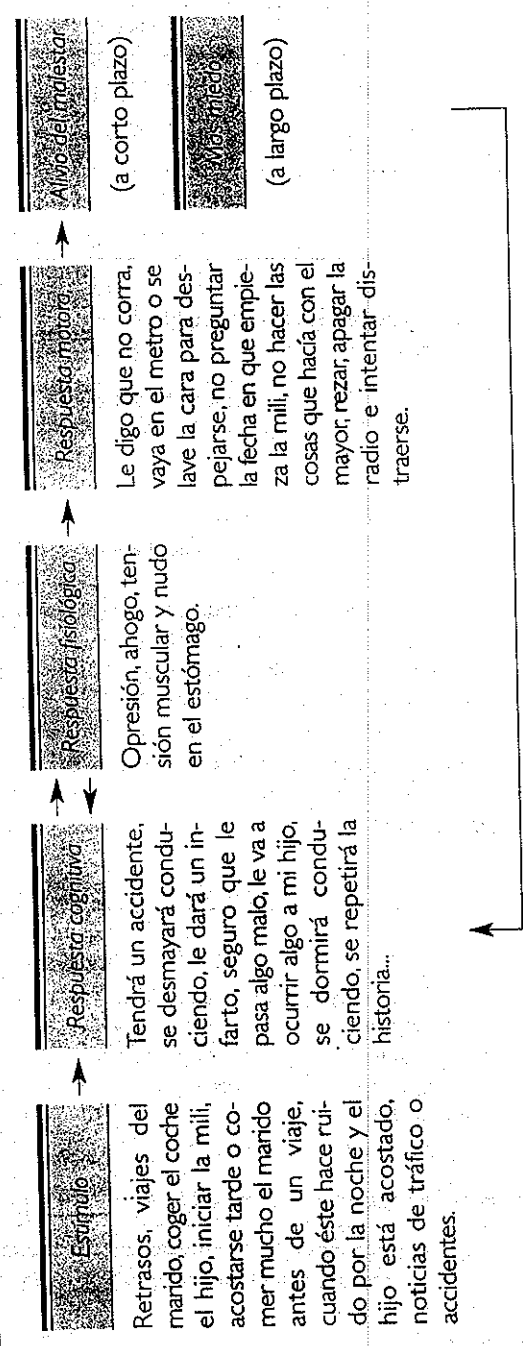 Estímulo
Retrasos, viajes del
marido, coger el coche
el hijo, iniciar la mili,
acostarse tarde o co-
mer mucho el marido
antes de un viaje,
cuando éste hace rui-
do por la noche y el
hijo está acostado,
noticias de tráfico o
accidentes.
Respuesta cognitiva
Tendrá un accidente,
se desmayará condu-
ciendo, le dará un in-
farto, seguro que le
pasa algo malo, le va a
ocurrir algo a mi hijo,
se dormirá condu-
ciendo, se repetirá la
historia...
Respuesta fisiológica
Opresión, ahogo, ten-
sión muscular y nudo
en el estómago.
Respuesta motora
Le digo que no corra,
vaya en el metro o se
lave la cara para des-
pejarse, no preguntar
la fecha en que empie-
za la mili, no hacer las
cosas que hacía con el
mayor, rezar, apagar la
radio e intentar dis-
traerse.
Alivio del malestar
(a corto plazo)
Más miedo
(a largo plazo)